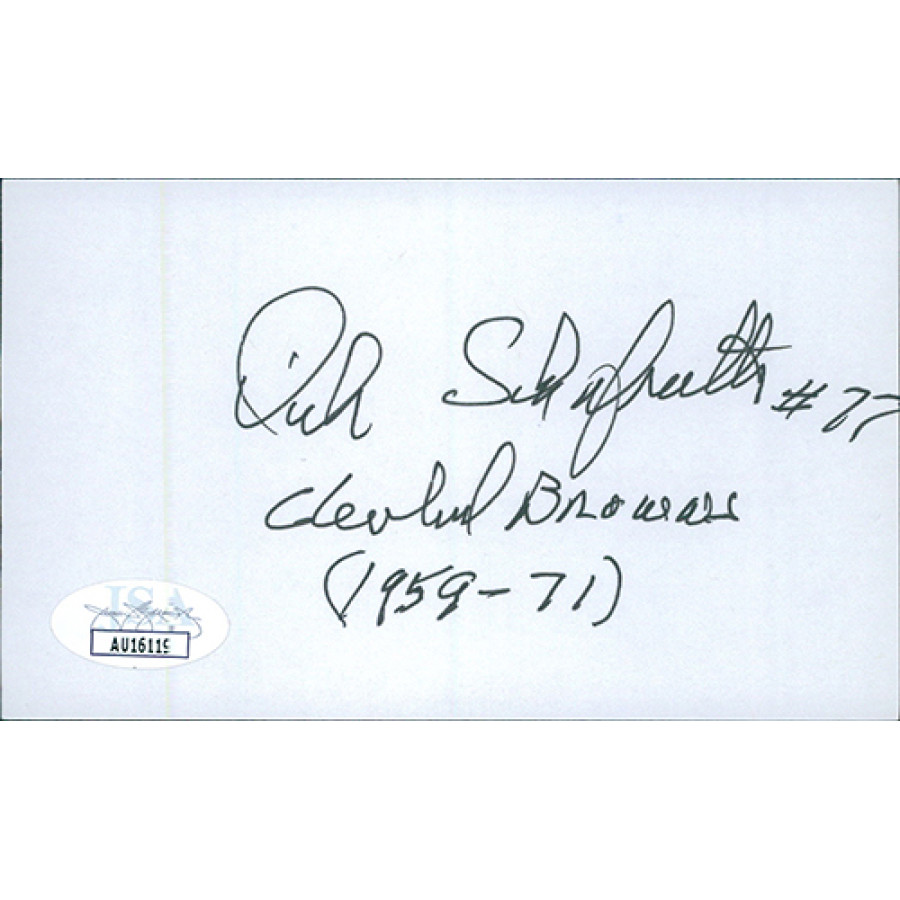 Dick Schafrath #77
Cleveland Browns
(1959-71)
JSA
AU16119